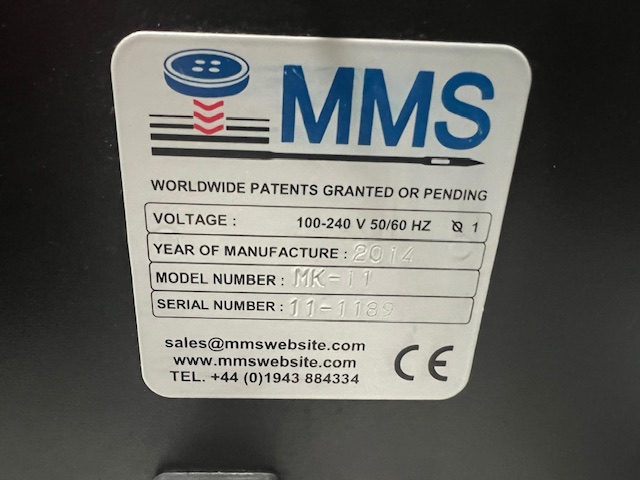 MMS
WORLDWIDE PATENTS GRANTED OR PENDING
VOLTAGE : 100-240 V 50/60 HZ Ø 1
YEAR OF MANUFACTURE : 2014
MODEL NUMBER : MK-11
SERIAL NUMBER : 11-1189
sales@mmswebsite.com
www.mmswebsite.com
TEL. +44 (0)1943 884334
CE